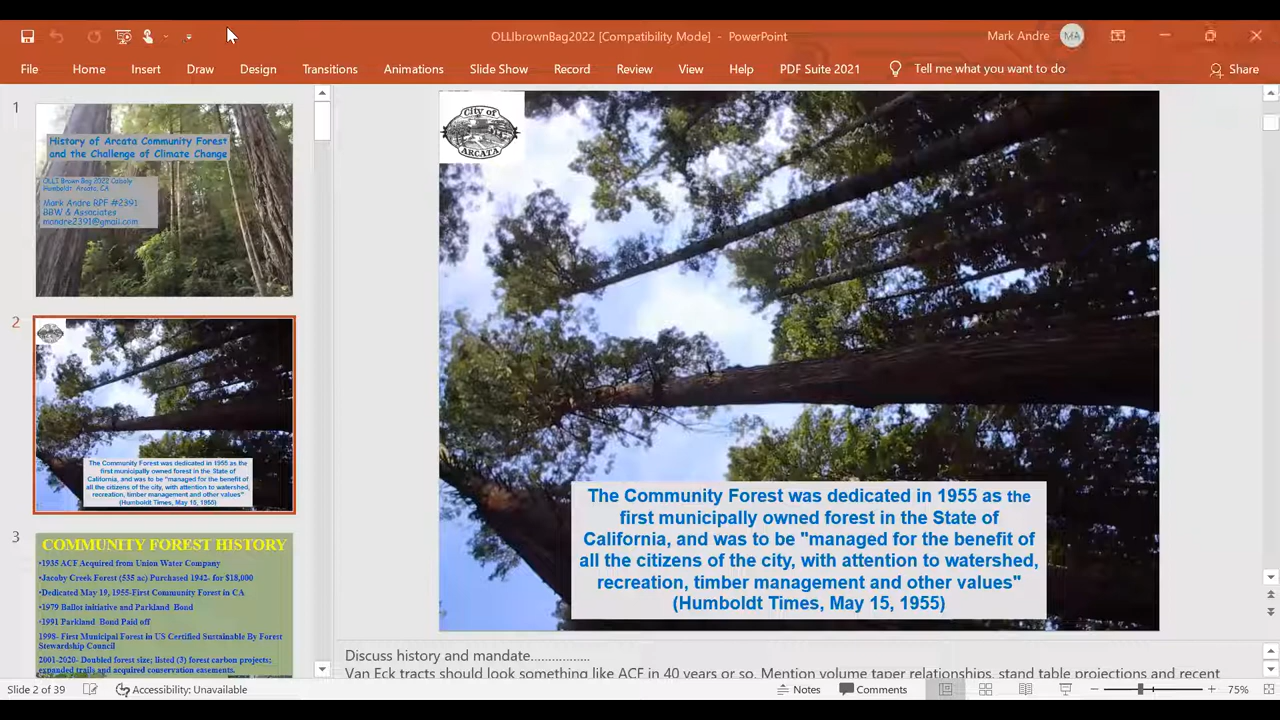 OLLIbrownBag2022 [Compatibility Mode] - PowerPoint
Mark Andre
MA
File
Home
Insert
Draw
Design
Transitions
Animations
Slide Show
Record
Review
View
Help
PDF Suite 2021
Tell me what you want to do
Share
1
History of Arcata Community Forest
and the Challenge of Climate Change
OLLI Brown Bag 2022 Calpoly
Humboldt Arcata, CA
Mark Andre RPF #2391
BBW & Associates
mandre2391@gmail.com
2
The Community Forest was dedicated in 1955 as the
first municipally owned forest in the State of
California, and was to be "managed for the benefit of
all the citizens of the city, with attention to watershed,
recreation, timber management and other values"
(Humboldt Times, May 15, 1955)
3
COMMUNITY FOREST HISTORY
•1935 ACF Acquired from Union Water Company
•Jacoby Creek Forest (535 ac) Purchased 1942- for $18,000
•Dedicated May 19, 1955-First Community Forest in CA
•1979 Ballot initiative and Parkland Bond
•1991 Parkland Bond Paid off
1998- First Municipal Forest in US Certified Sustainable By Forest
Stewardship Council
2001-2020- Doubled forest size; listed (3) forest carbon projects;
expanded trails and acquired conservation easements.
City of
ARCATA
The Community Forest was dedicated in 1955 as the
first municipally owned forest in the State of
California, and was to be "managed for the benefit of
all the citizens of the city, with attention to watershed,
recreation, timber management and other values"
(Humboldt Times, May 15, 1955)
Discuss history and mandate................
Van Eck tracts should look something like ACF in 40 years or so. Mention volume taper relationships, stand table projections and recent
Slide 2 of 39
Accessibility: Unavailable
Notes
Comments
75%